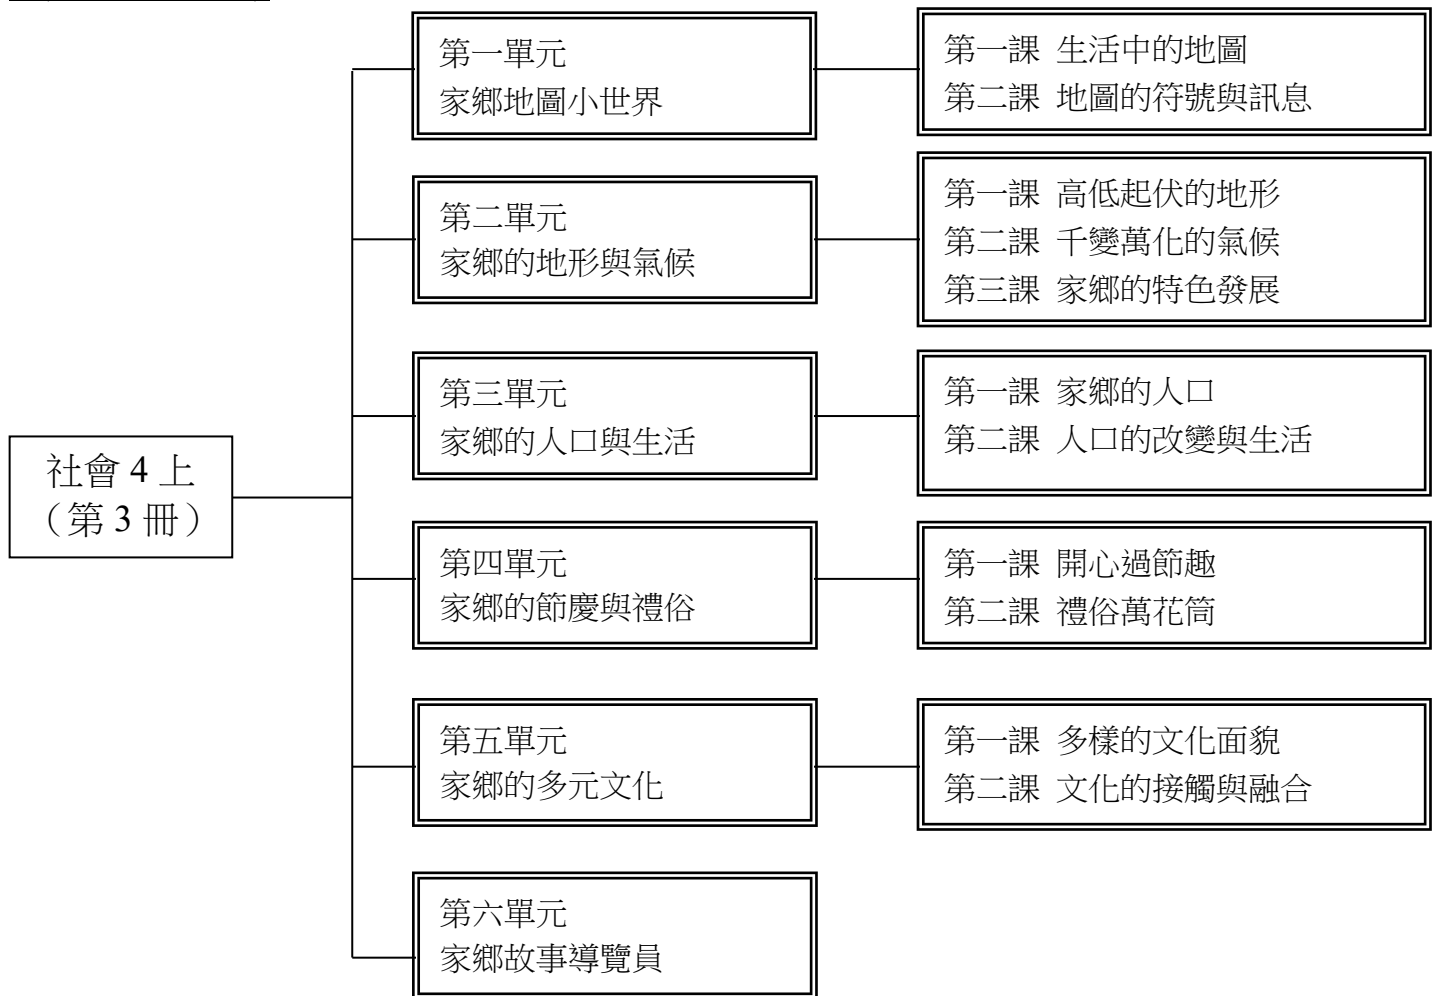 第一單元
家鄉地圖小世界
第一課 生活中的地圖
第二課 地圖的符號與訊息
第二單元
家鄉的地形與氣候
第一課 高低起伏的地形
第二課 千變萬化的氣候
第三課 家鄉的特色發展
第三單元
家鄉的人口與生活
第一課 家鄉的人口
第二課 人口的改變與生活
社會 4 上
（第 3 冊）
第四單元
家鄉的節慶與禮俗
第一課 開心過節趣
第二課 禮俗萬花筒
第五單元
家鄉的多元文化
第一課 多樣的文化面貌
第二課 文化的接觸與融合
第六單元
家鄉故事導覽員